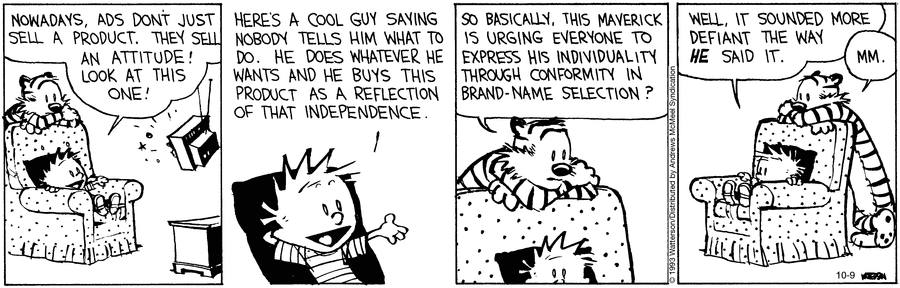 NOWADAYS, ADS DON'T JUST
SELL A PRODUCT. THEY SELL
AN ATTITUDE!
LOOK AT THIS
ONE!
HERE'S A COOL GUY SAYING
NOBODY TELLS HIM WHAT TO
DO. HE DOES WHATEVER HE
WANTS AND HE BUYS THIS
PRODUCT AS A REFLECTION
OF THAT INDEPENDENCE.
SO BASICALLY, THIS MAVERICK
IS URGING EVERYONE TO
EXPRESS HIS INDIVIDUALITY
THROUGH CONFORMITY IN
BRAND-NAME SELECTION?
© 1993 Watterson/Distributed by Andrews McMeel Syndication
WELL, IT SOUNDED MORE
DEFIANT THE WAY
HE SAID IT.
MM.
10-9 WATTERSON